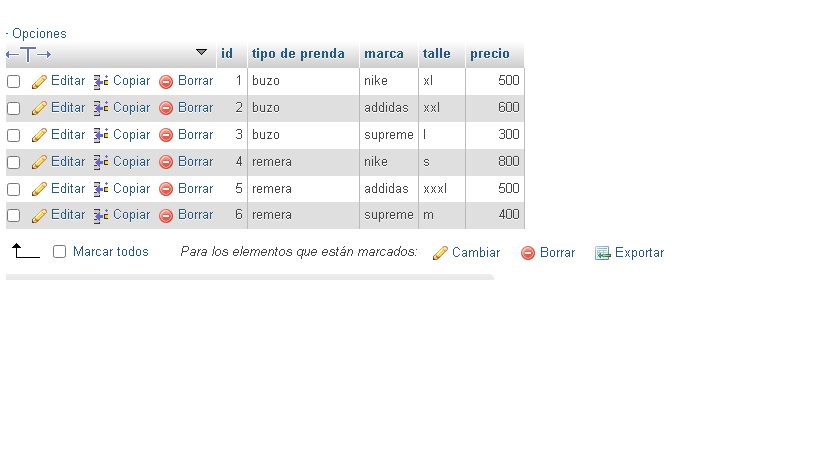 - Opciones
←T→ id tipo de prenda marca talle precio
Editar Copiar Borrar 1 buzo nike xl 500
Editar Copiar Borrar 2 buzo addidas xxl 600
Editar Copiar Borrar 3 buzo supreme l 300
Editar Copiar Borrar 4 remera nike s 800
Editar Copiar Borrar 5 remera addidas xxxl 500
Editar Copiar Borrar 6 remera supreme m 400
Marcar todos Para los elementos que están marcados: Cambiar Borrar Exportar